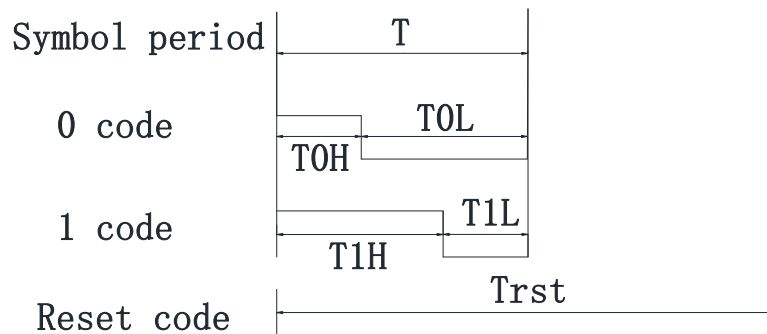 Symbol period T
0 code T0H T0L
1 code T1H T1L
Reset code Trst